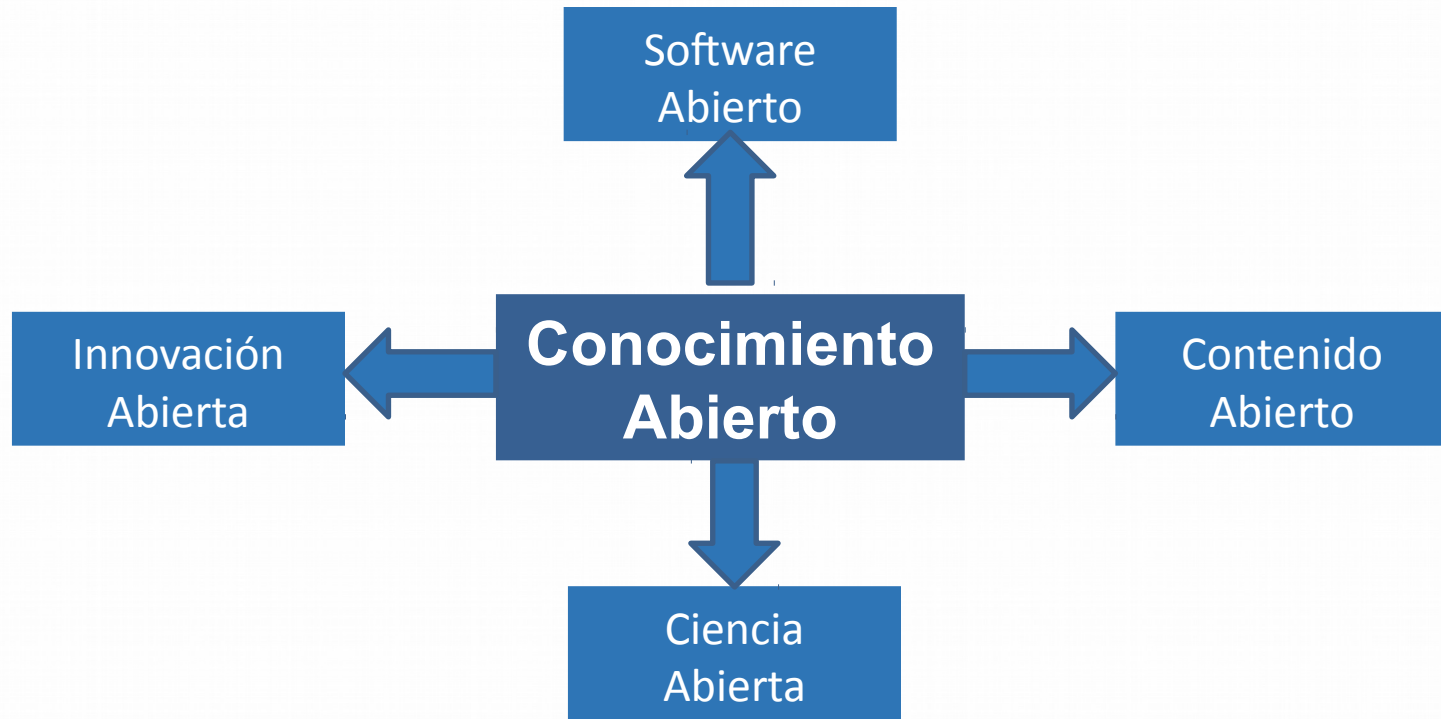 Software
Abierto
Innovación
Abierta
Conocimiento
Abierto
Contenido
Abierto
Ciencia
Abierta